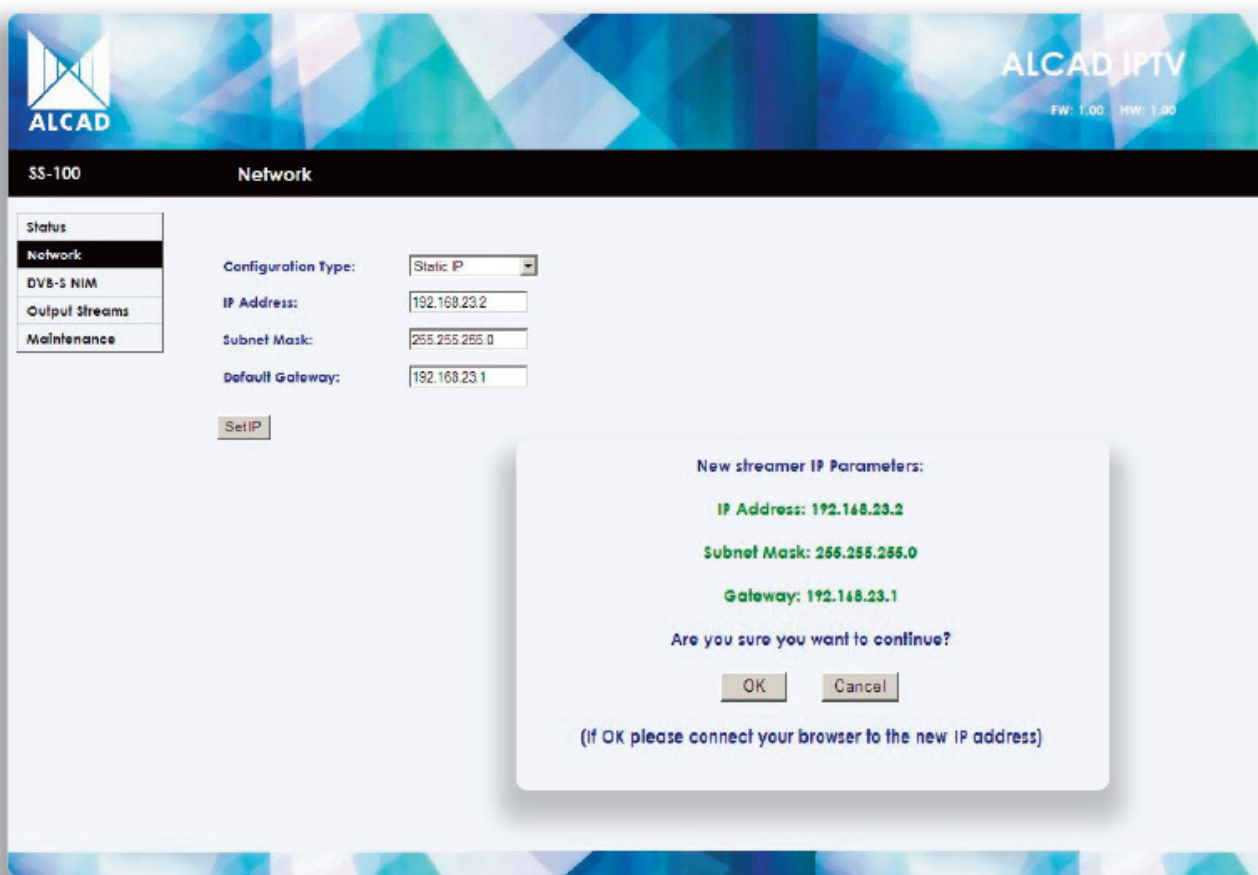 ALCAD
ALCAD IPTV
FW: 1.00 HW: 1.00
SS-100 Network
Status
Network
DVB-S NIM
Output Streams
Maintenance
Configuration Type: Static IP
IP Address: 192.168.23.2
Subnet Mask: 255.255.255.0
Default Gateway: 192.168.23.1
Set IP
New streamer IP Parameters:
IP Address: 192.168.23.2
Subnet Mask: 255.255.255.0
Gateway: 192.168.23.1
Are you sure you want to continue?
OK Cancel
(If OK please connect your browser to the new IP address)